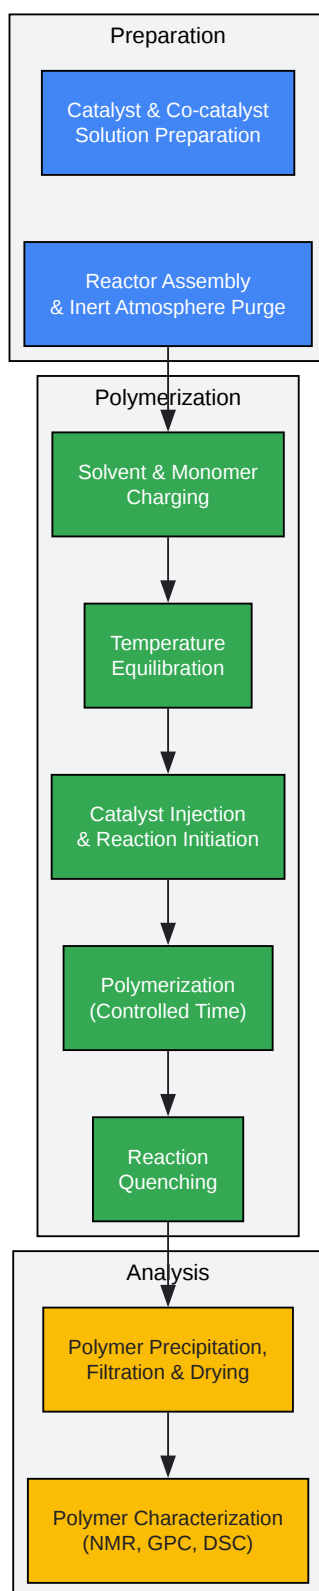 Preparation
Catalyst & Co-catalyst
Solution Preparation
Reactor Assembly
& Inert Atmosphere Purge
Polymerization
Solvent & Monomer
Charging
Temperature
Equilibration
Catalyst Injection
& Reaction Initiation
Polymerization
(Controlled Time)
Reaction
Quenching
Analysis
Polymer Precipitation,
Filtration & Drying
Polymer Characterization
(NMR, GPC, DSC)